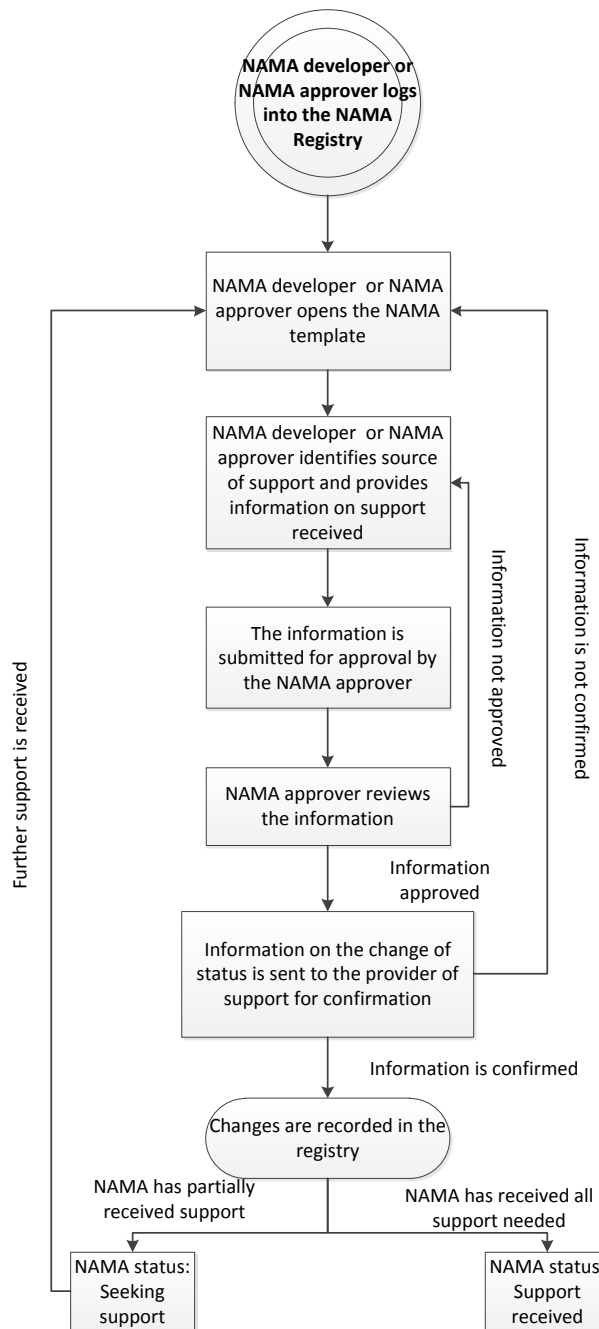 NAMA developer or
NAMA approver logs
into the NAMA
Registry
NAMA developer or NAMA
approver opens the NAMA
template
NAMA developer or NAMA
approver identifies source
of support and provides
information on support
received
The information is
submitted for approval by
the NAMA approver
NAMA approver reviews
the information
Information not approved
Information is not confirmed
Further support is received
Information
approved
Information on the change of
status is sent to the provider of
support for confirmation
Information is confirmed
Changes are recorded in the
registry
NAMA has partially
received support
NAMA has received all
support needed
NAMA status:
Seeking
support
NAMA status
Support
received